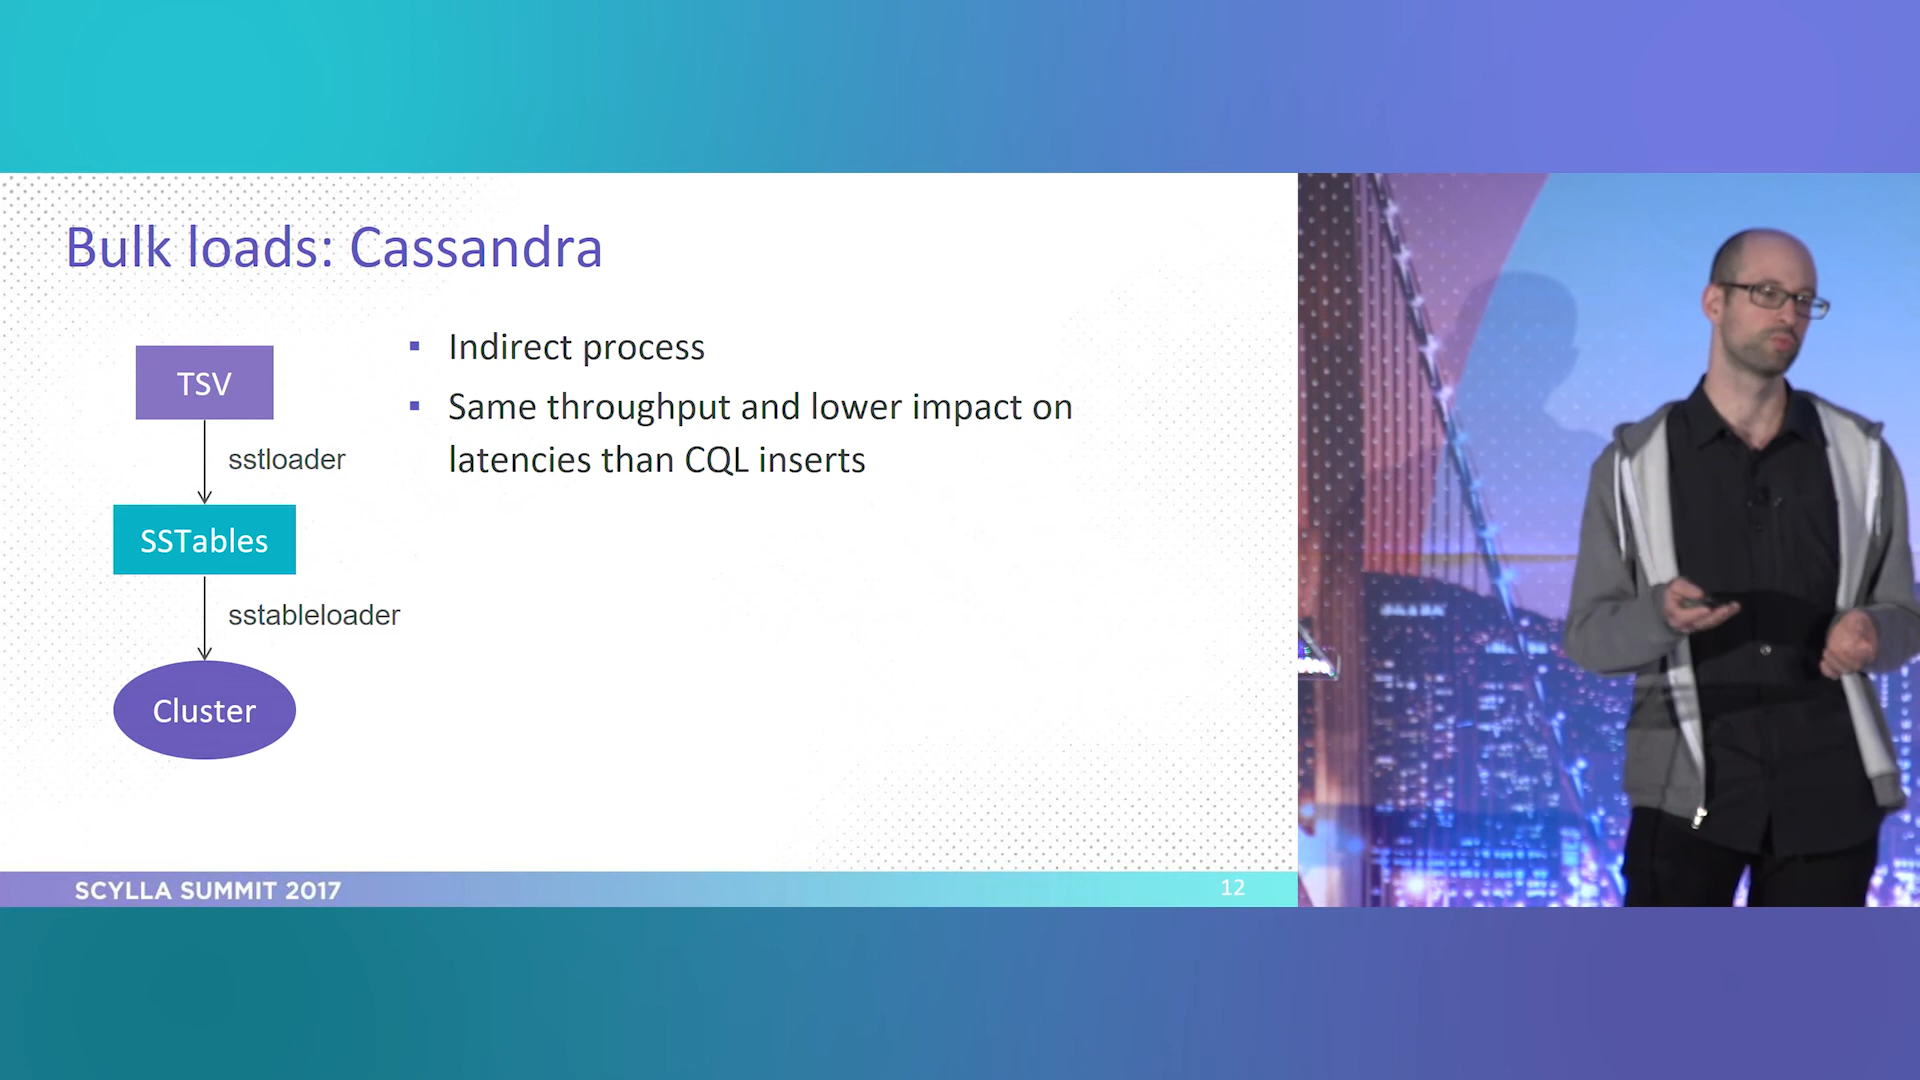 Bulk loads: Cassandra
TSV
sstloader
SSTables
sstableloader
Cluster
▪ Indirect process
▪ Same throughput and lower impact on
latencies than CQL inserts
SCYLLA SUMMIT 2017
12